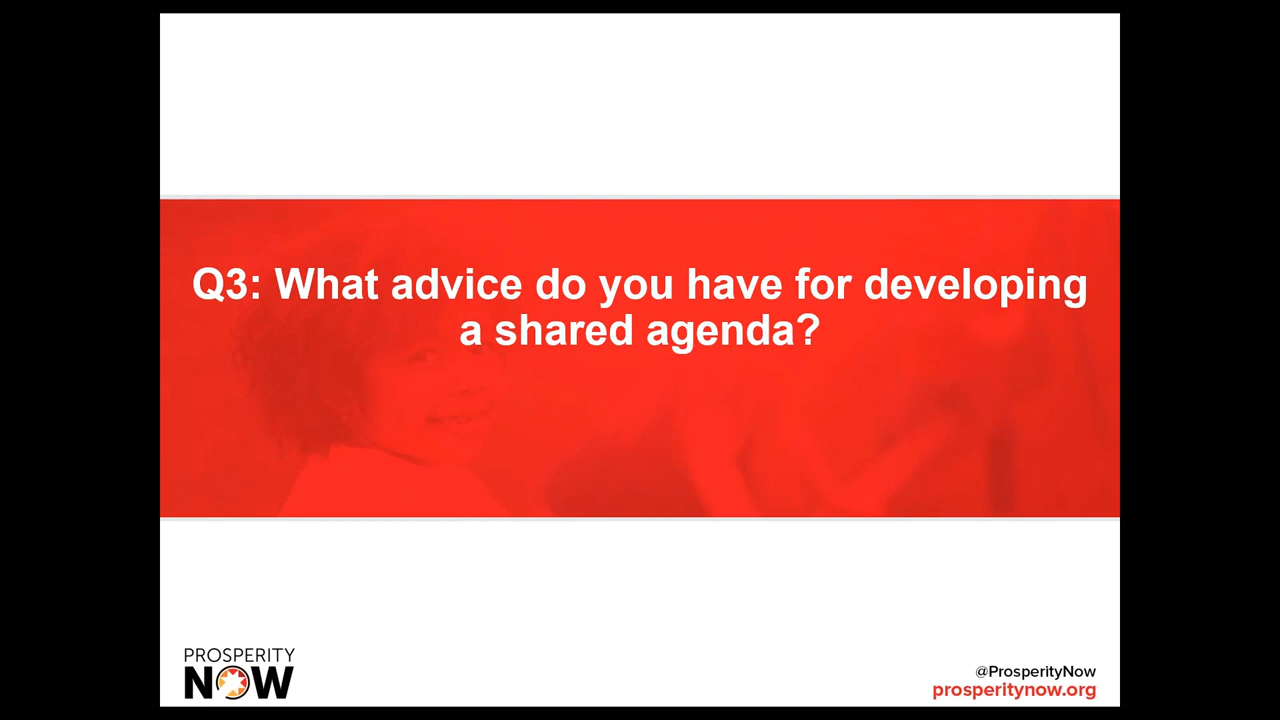 Q3: What advice do you have for developing
a shared agenda?
PROSPERITY
NOW
@ProsperityNow
prosperitynow.org